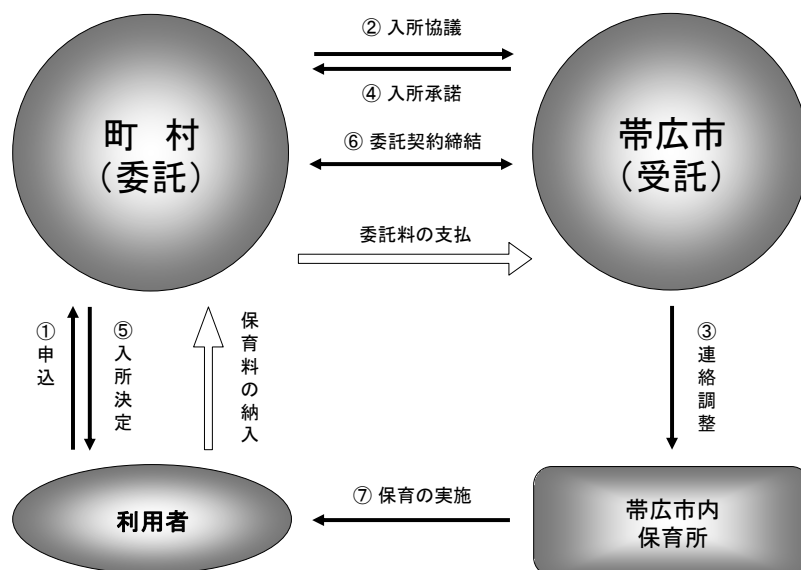 ② 入所協議
④ 入所承諾
町 村
（委託）
帯広市
（受託）
⑥ 委託契約締結
委託料の支払
①申込
⑤入所決定
保育料の納入
③連絡調整
⑦ 保育の実施
利用者
帯広市内
保育所